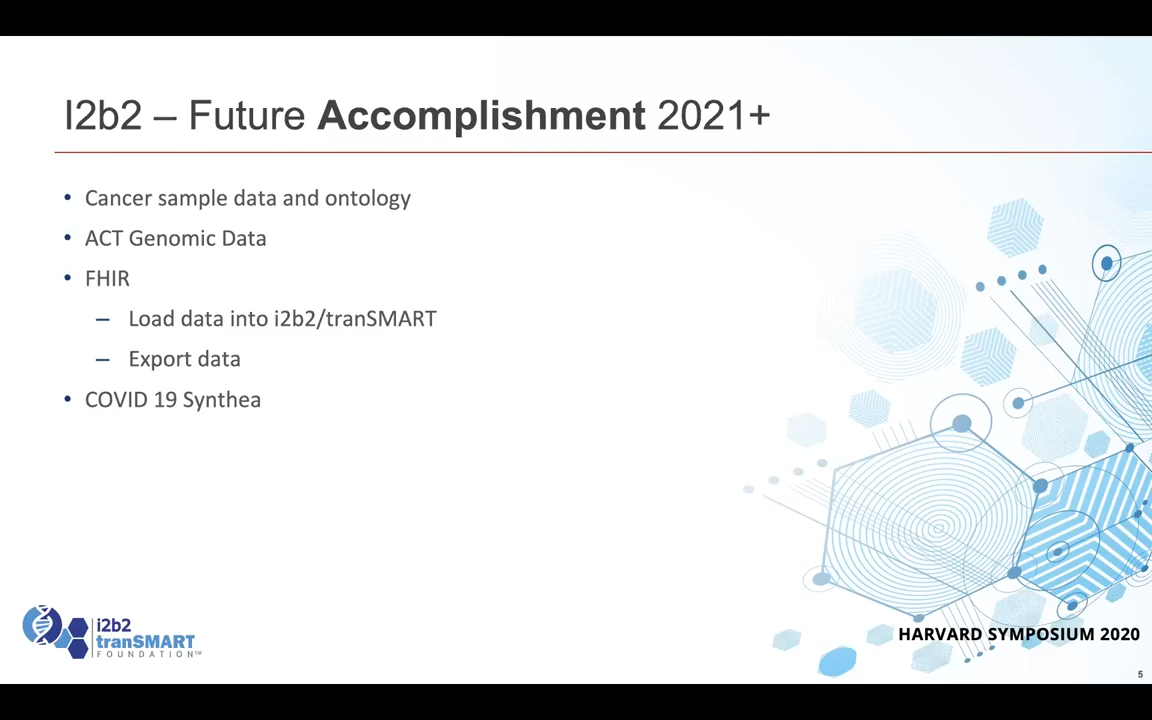 I2b2 – Future Accomplishment 2021+
• Cancer sample data and ontology
• ACT Genomic Data
• FHIR
– Load data into i2b2/tranSMART
– Export data
• COVID 19 Synthea
i2b2
tranSMART
FOUNDATION™
HARVARD SYMPOSIUM 2020
5